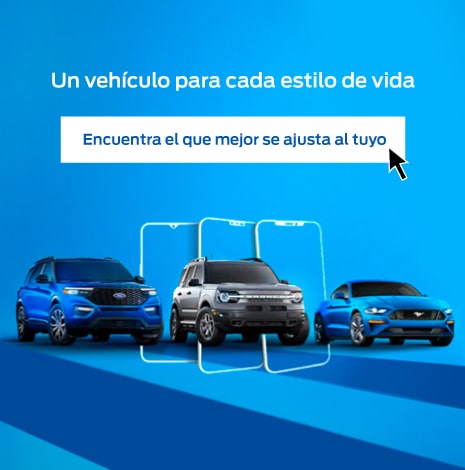 Un vehículo para cada estilo de vida
Encuentra el que mejor se ajusta al tuyo